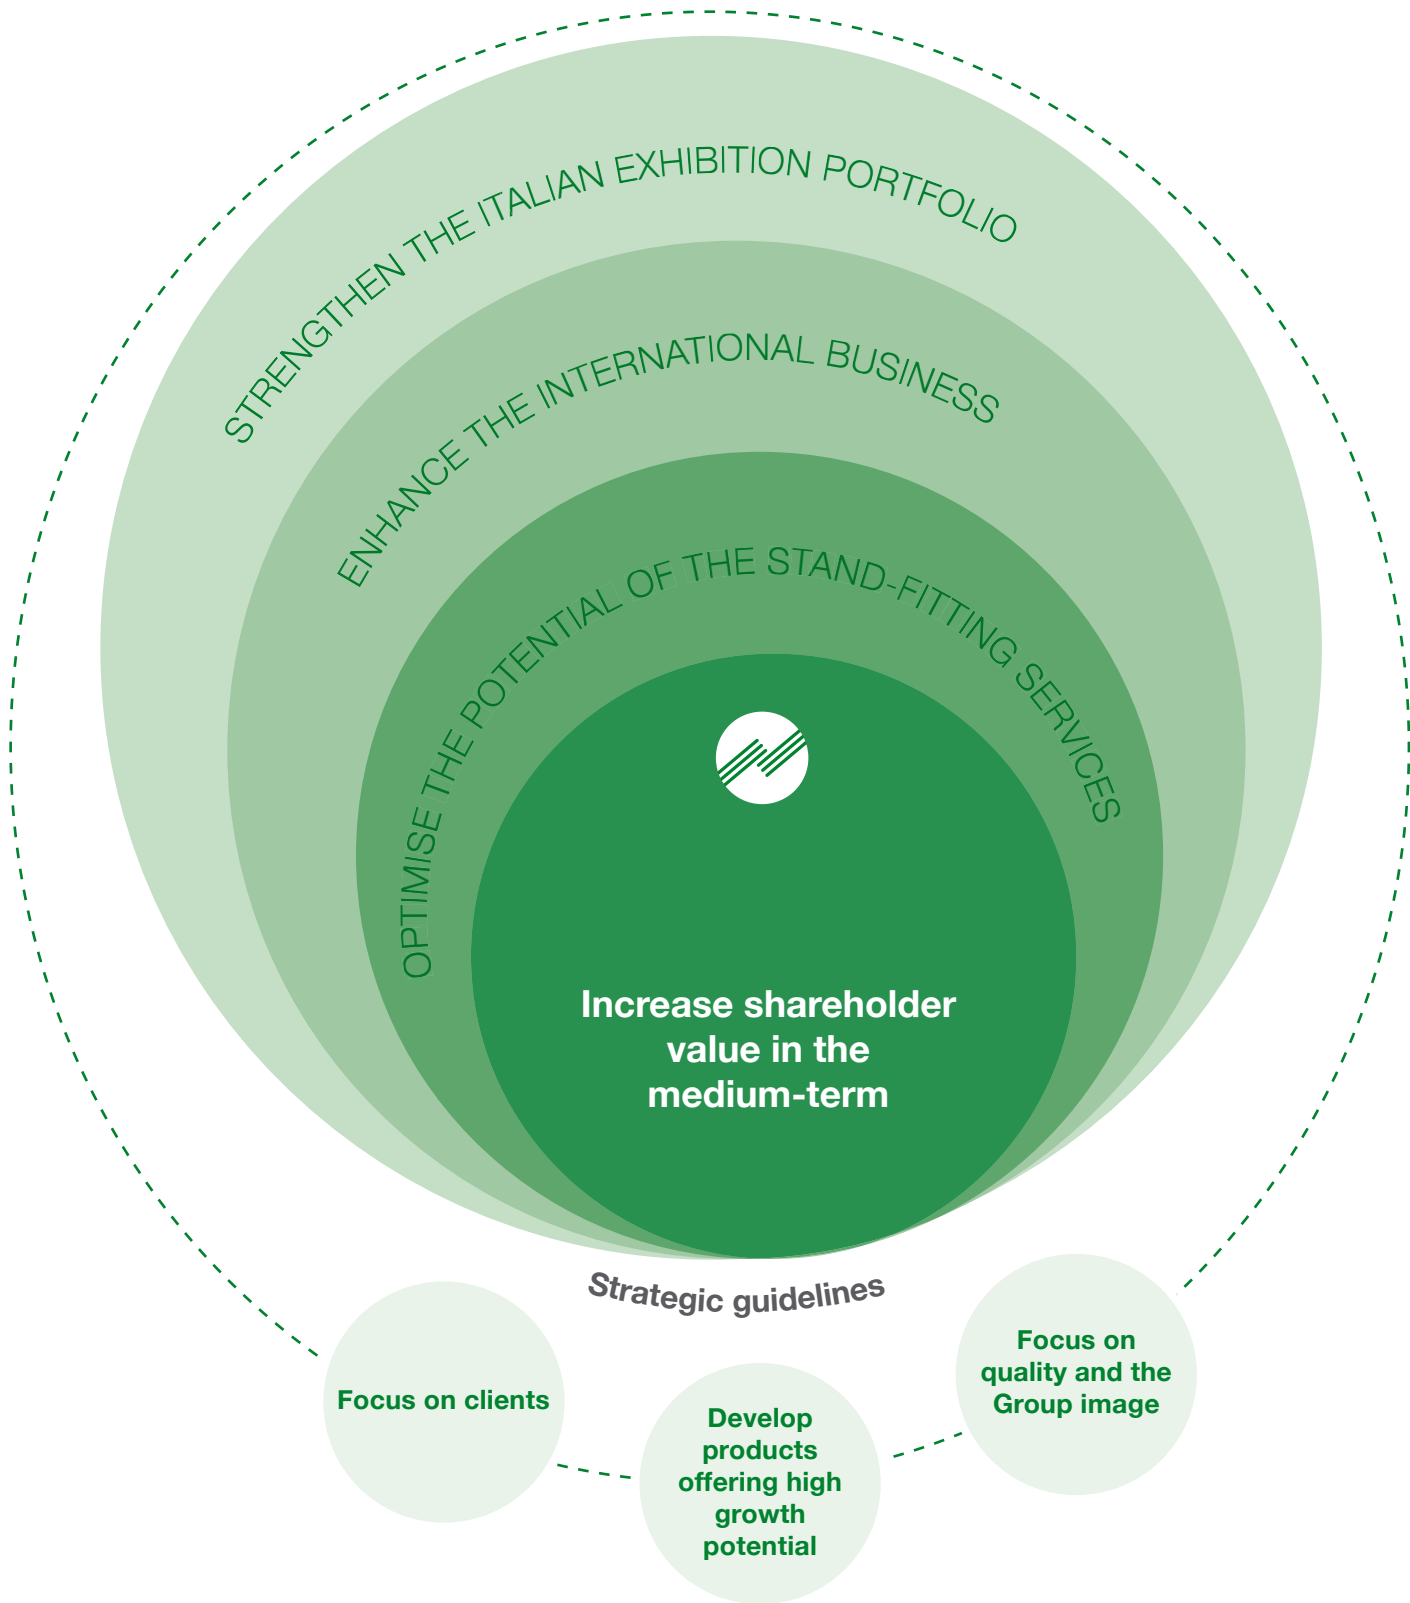 STRENGTHEN THE ITALIAN EXHIBITION PORTFOLIO
ENHANCE THE INTERNATIONAL BUSINESS
OPTIMISE THE POTENTIAL OF THE STAND-FITTING SERVICES
Increase shareholder
value in the
medium-term
Strategic guidelines
Focus on clients
Develop
products
offering high
growth
potential
Focus on
quality and the
Group image